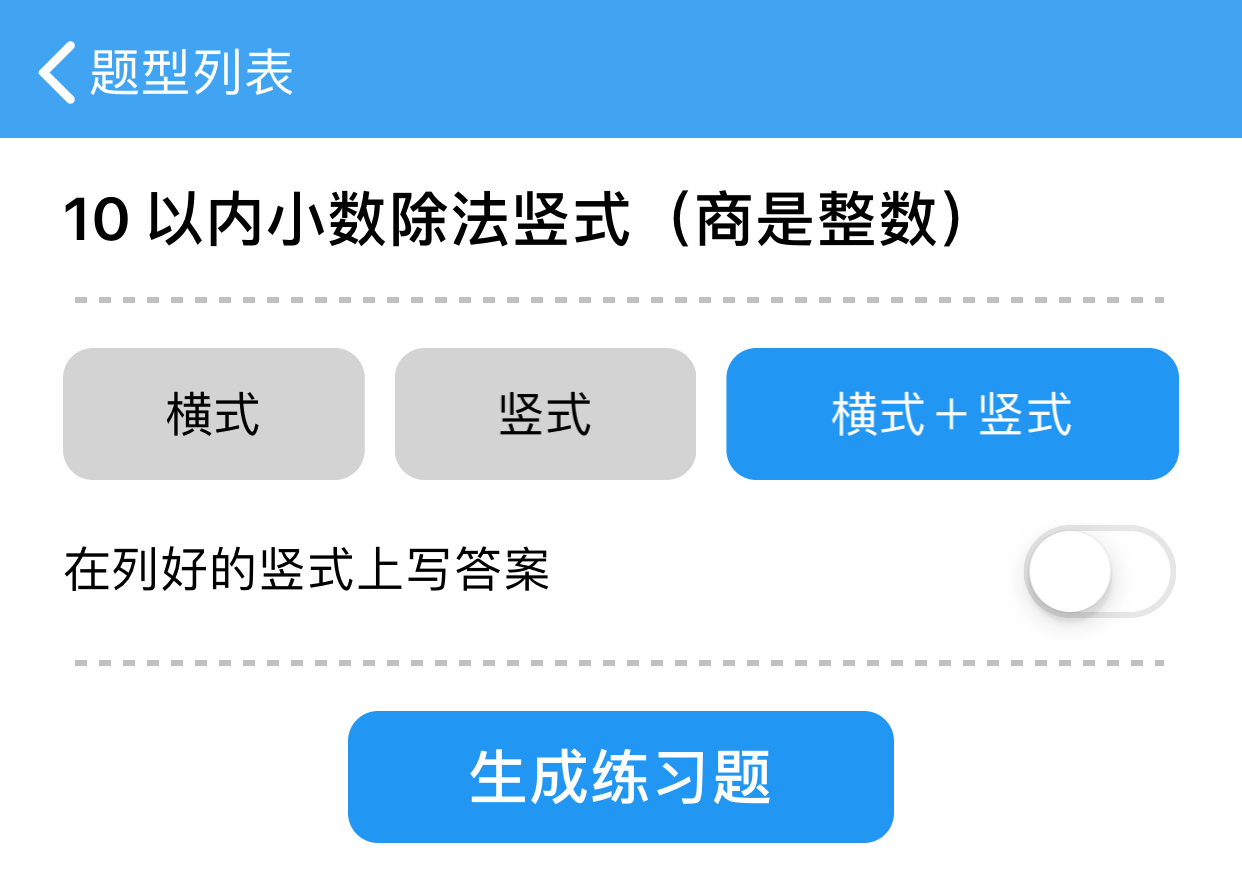 题型列表
10 以内小数除法竖式（商是整数）
横式 竖式 横式＋竖式
在列好的竖式上写答案
生成练习题